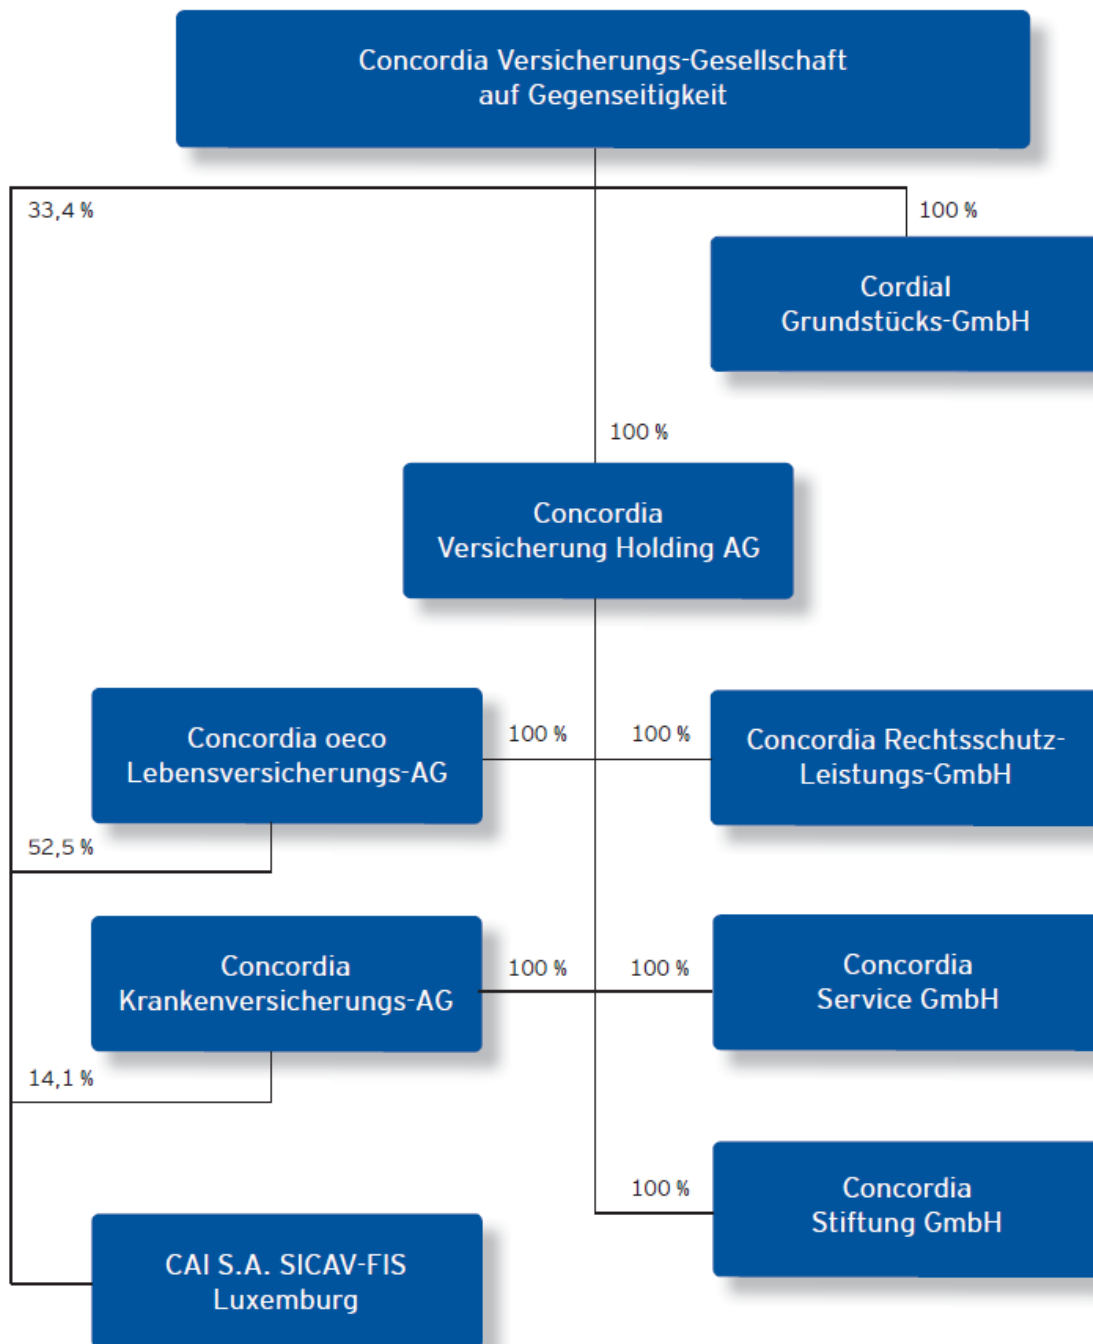 Concordia Versicherungs-Gesellschaft
auf Gegenseitigkeit
33,4 %
100 %
Cordial
Grundstücks-GmbH
100 %
Concordia
Versicherung Holding AG
Concordia oeco
Lebensversicherungs-AG
100 %
100 %
Concordia Rechtsschutz-
Leistungs-GmbH
52,5 %
Concordia
Krankenversicherungs-AG
100 %
100 %
Concordia
Service GmbH
14,1 %
100 %
Concordia
Stiftung GmbH
CAI S.A. SICAV-FIS
Luxemburg